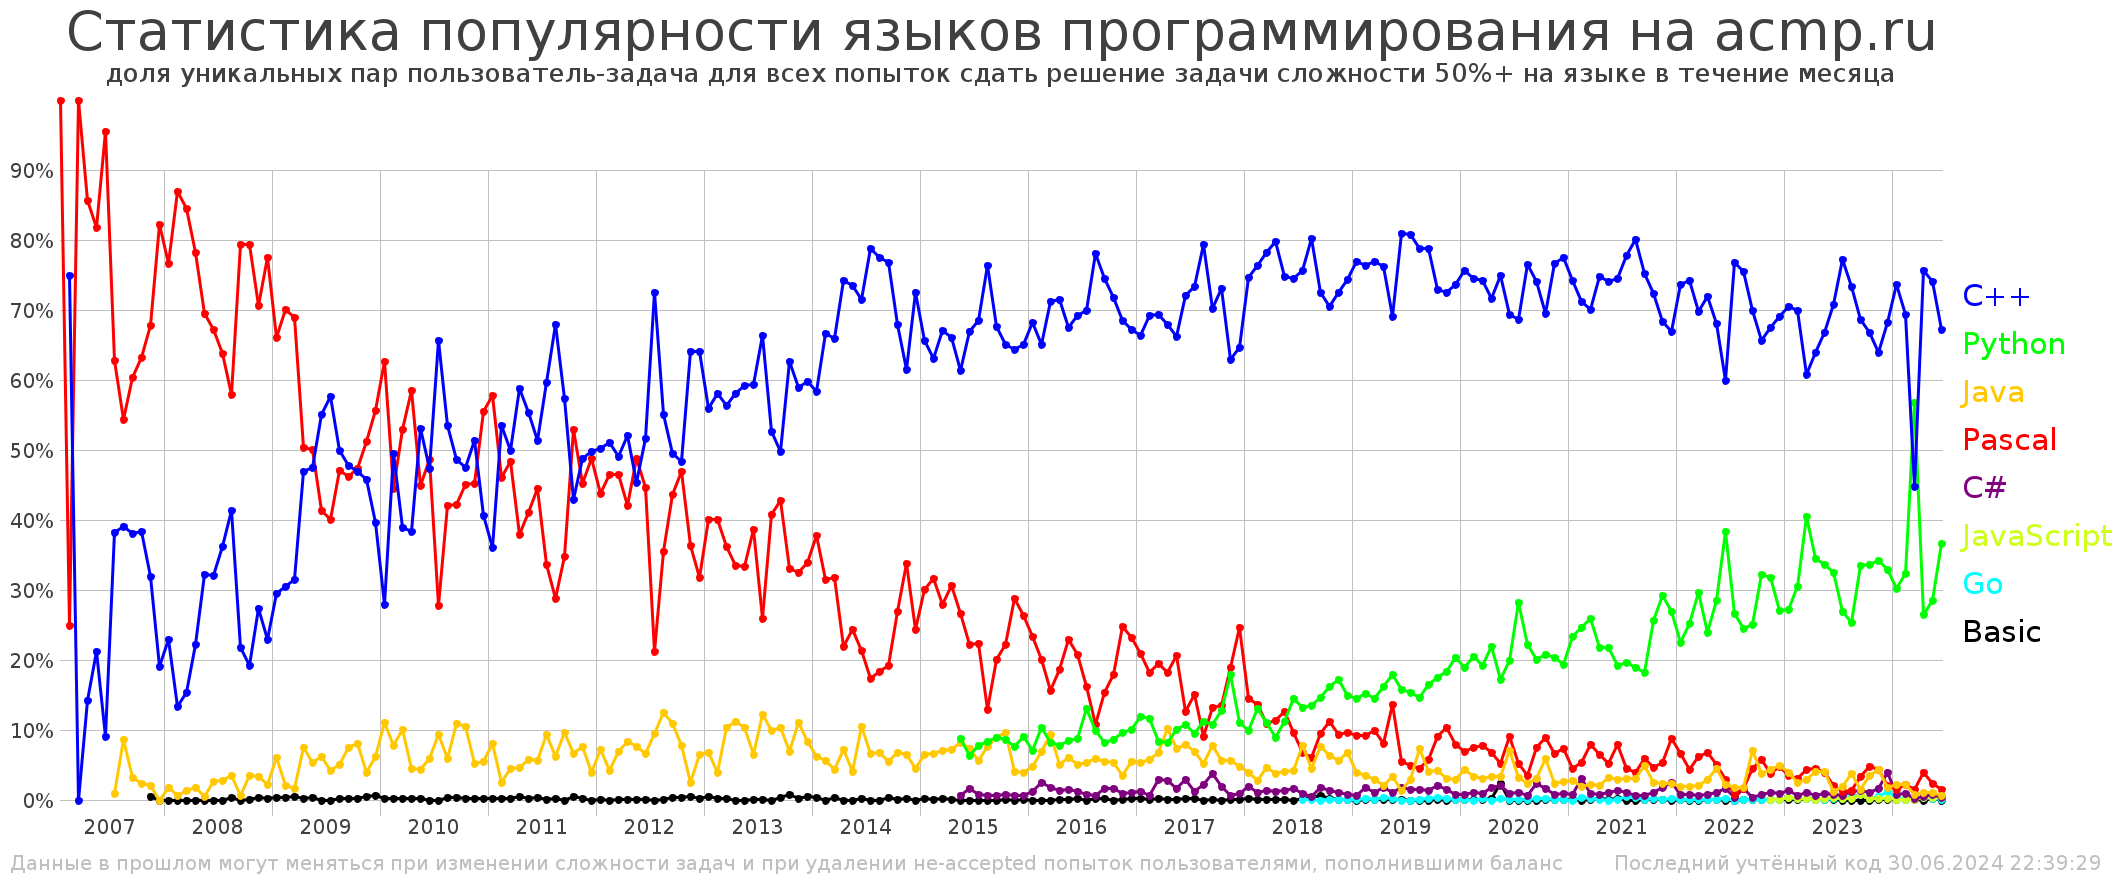 Статистика популярности языков программирования на acmp.ru
доля уникальных пар пользователь-задача для всех попыток сдать решение задачи сложности 50%+ на языке в течение месяца
90%
80%
70%
60%
50%
40%
30%
20%
10%
0%
2007 2008 2009 2010 2011 2012 2013 2014 2015 2016 2017 2018 2019 2020 2021 2022 2023
C++
Python
Java
Pascal
C#
JavaScript
Go
Basic
Данные в прошлом могут меняться при изменении сложности задач и при удалении не-accepted попыток пользователями, пополнившими баланс
Последний учтённый код 30.06.2024 22:39:29